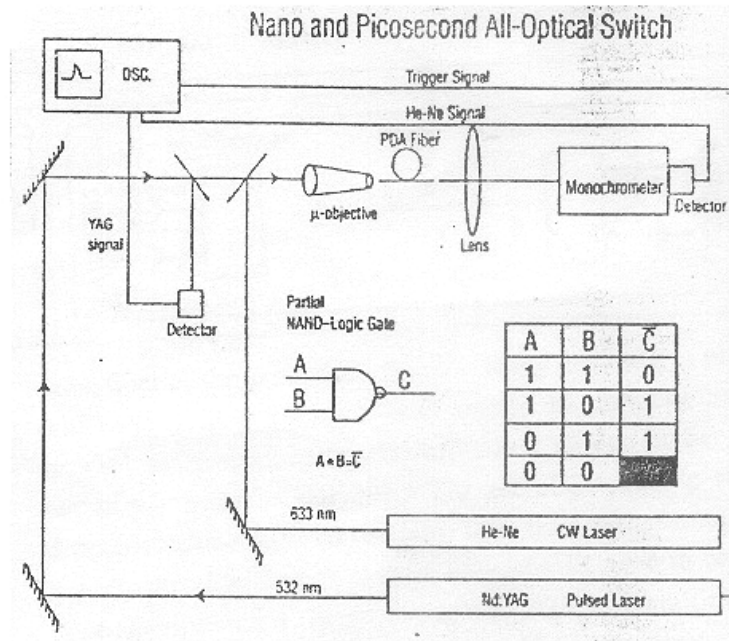 Nano and Picosecond All-Optical Switch
OSC.
Trigger Signal
He-Ne Signal
PDA Fiber
Monochrometer
Detector
μ-objective
Lens
YAG
signal
Detector
Partial
NAND-Logic Gate
A
B
C
A B C̅
1 1 0
1 0 1
0 1 1
0 0
A•B=C̅
633 nm
He-Ne CW Laser
532 nm
Nd:YAG Pulsed Laser